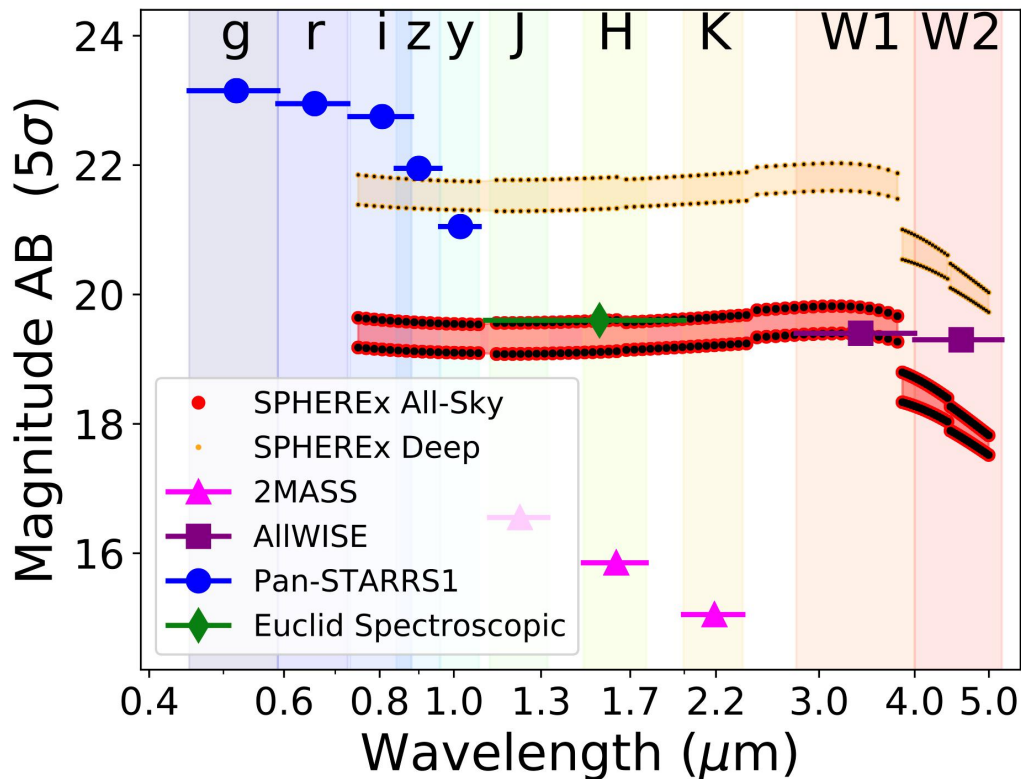 g r i z y J H K W1 W2
Magnitude AB (5σ)
24
22
20
18
16
SPHEREx All-Sky
SPHEREx Deep
2MASS
AllWISE
Pan-STARRS1
Euclid Spectroscopic
0.4 0.6 0.8 1.0 1.3 1.7 2.2 3.0 4.0 5.0
Wavelength (μm)